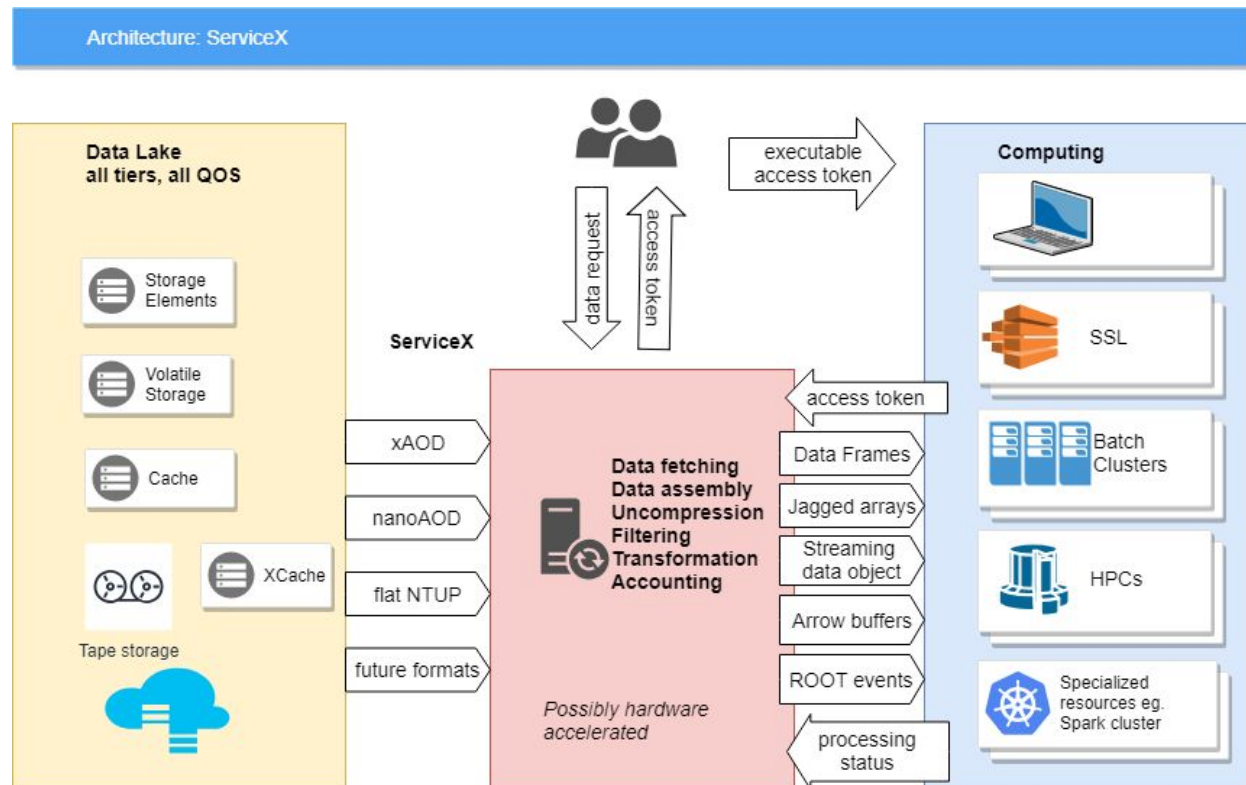 Architecture: ServiceX
Data Lake
all tiers, all QOS
Storage
Elements
Volatile
Storage
Cache
XCache
Tape storage
ServiceX
xAOD
nanoAOD
flat NTUP
future formats
data request
access token
executable
access token
Data fetching
Data assembly
Uncompression
Filtering
Transformation
Accounting
Possibly hardware
accelerated
access token
Data Frames
Jagged arrays
Streaming
data object
Arrow buffers
ROOT events
processing
status
Computing
SSL
Batch
Clusters
HPCs
Specialized
resources eg.
Spark cluster